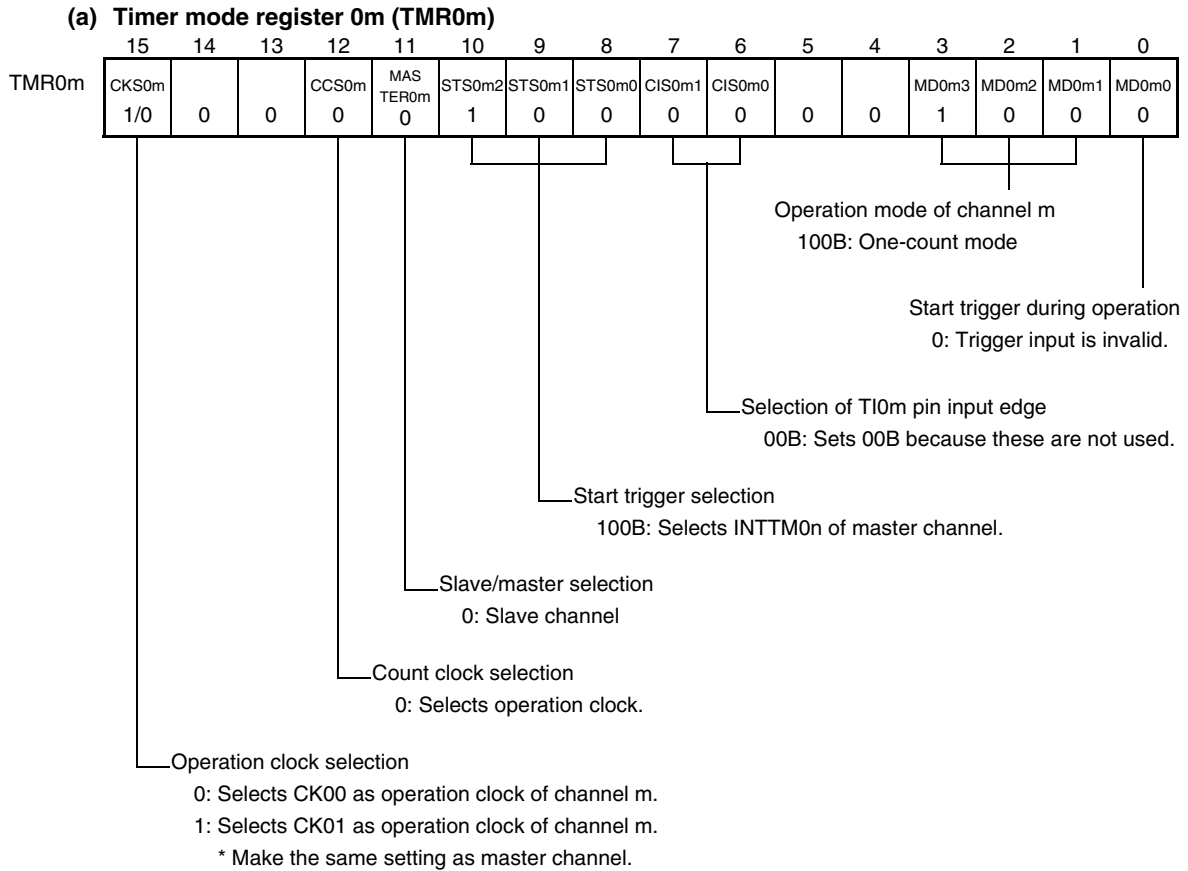 (a) Timer mode register 0m (TMR0m)
15 14 13 12 11 10 9 8 7 6 5 4 3 2 1 0
TMR0m
CKS0m CCS0m MAS TER0m STS0m2 STS0m1 STS0m0 CIS0m1 CIS0m0 MD0m3 MD0m2 MD0m1 MD0m0
1/0 0 0 0 0 1 0 0 0 0 0 0 1 0 0 0
Operation mode of channel m
100B: One-count mode
Start trigger during operation
0: Trigger input is invalid.
Selection of TI0m pin input edge
00B: Sets 00B because these are not used.
Start trigger selection
100B: Selects INTTM0n of master channel.
Slave/master selection
0: Slave channel
Count clock selection
0: Selects operation clock.
Operation clock selection
0: Selects CK00 as operation clock of channel m.
1: Selects CK01 as operation clock of channel m.
* Make the same setting as master channel.